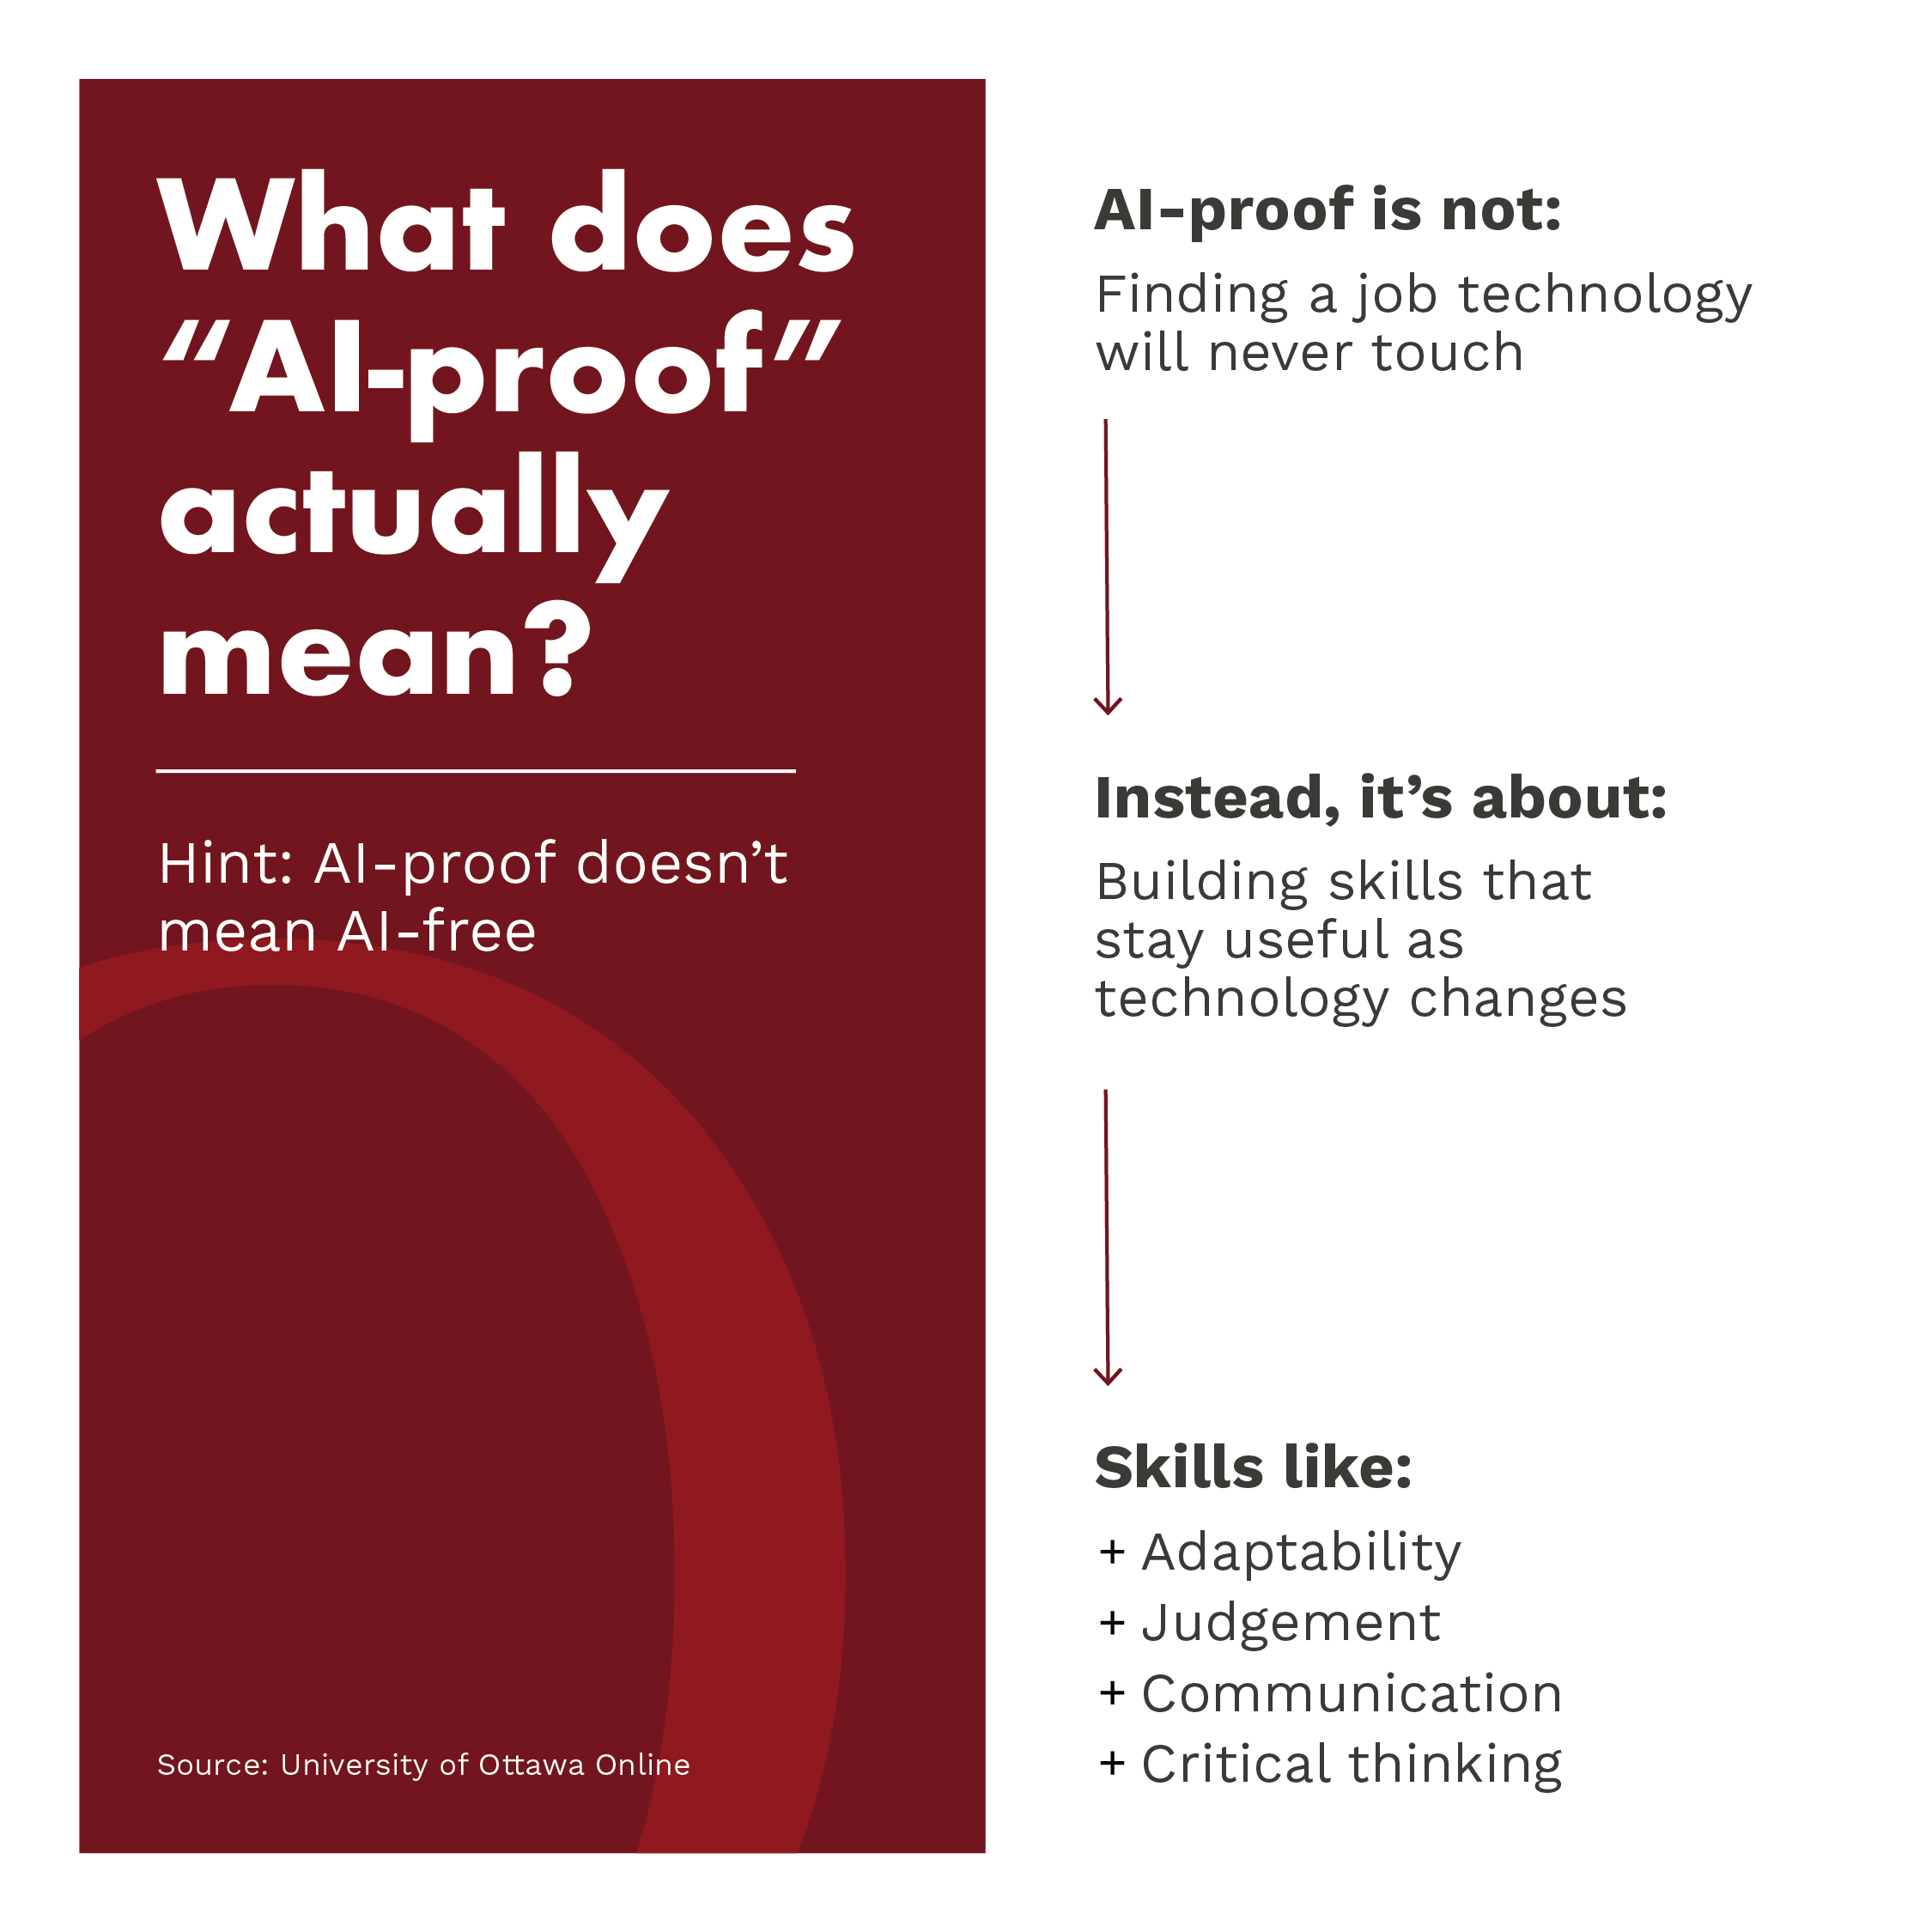 What does
“AI-proof”
actually
mean?
Hint: AI-proof doesn’t
mean AI-free
Source: University of Ottawa Online
AI-proof is not:
Finding a job technology
will never touch
Instead, it’s about:
Building skills that
stay useful as
technology changes
Skills like:
+ Adaptability
+ Judgement
+ Communication
+ Critical thinking